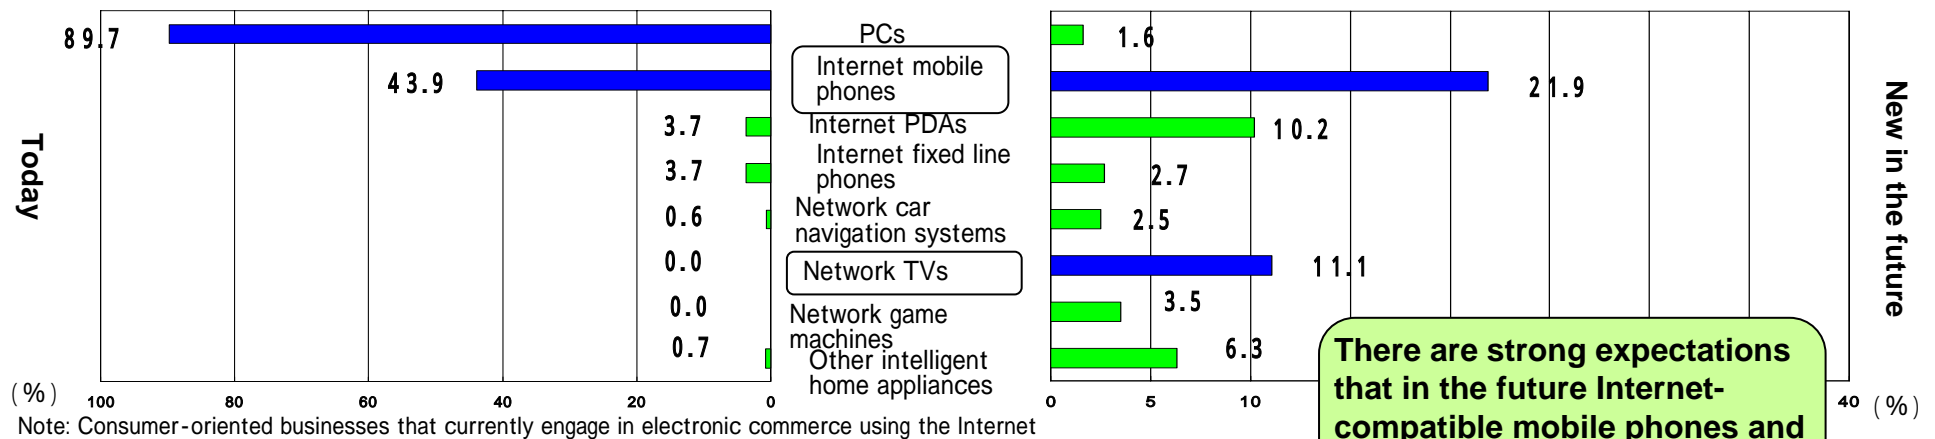 89.7
PCs
1.6
43.9
Internet mobile
phones
21.9
3.7
Internet PDAs
10.2
3.7
Internet fixed line
phones
2.7
0.6
Network car
navigation systems
2.5
0.0
Network TVs
11.1
0.0
Network game
machines
3.5
0.7
Other intelligent
home appliances
6.3
Today
New in the future
(%)
100 80 60 40 20 0
0 5 10 40
(%)
There are strong expectations
that in the future Internet-
compatible mobile phones and
Note: Consumer-oriented businesses that currently engage in electronic commerce using the Internet